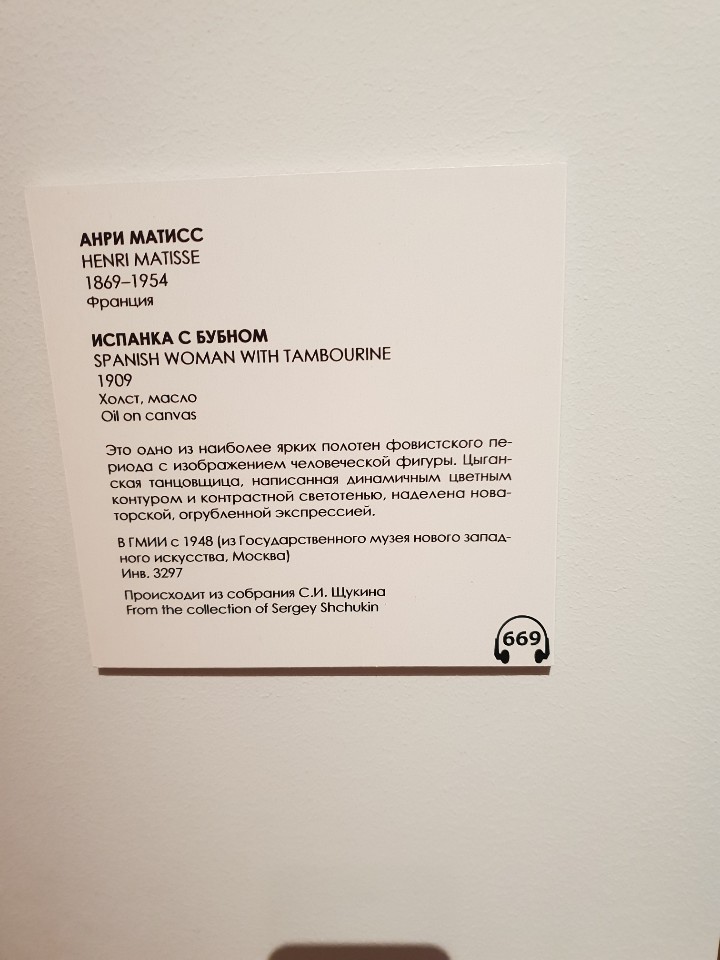 АНРИ МАТИСС
HENRI MATISSE
1869–1954
Франция
ИСПАНКА С БУБНОМ
SPANISH WOMAN WITH TAMBOURINE
1909
Холст, масло
Oil on canvas
Это одно из наиболее ярких полотен фовистского пе-
риода с изображением человеческой фигуры. Цыган-
ская танцовщица, написанная динамичным цветным
контуром и контрастной светотенью, наделена нова-
торской, огрубленной экспрессией.
В ГМИИ с 1948 (из Государственного музея нового запад-
ного искусства, Москва)
Инв. 3297
Происходит из собрания С.И. Щукина
From the collection of Sergey Shchukin
669